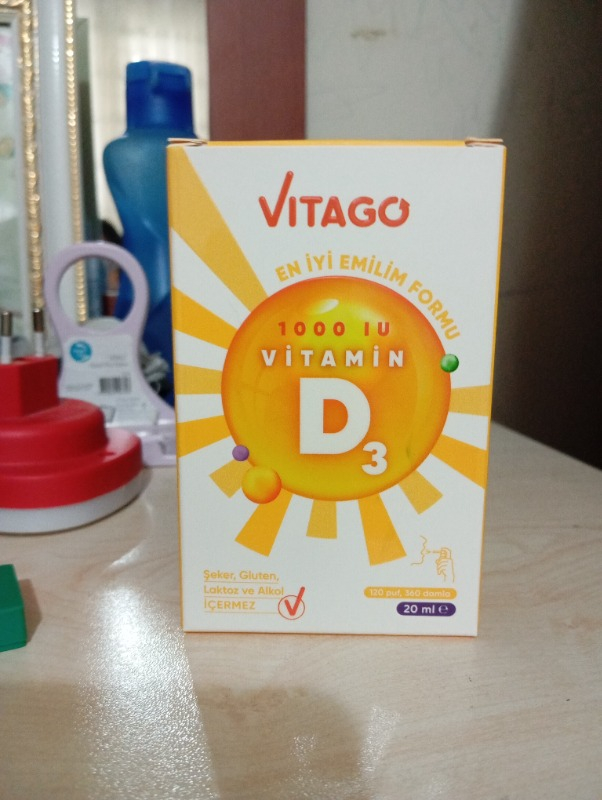 VITAGO
EN İYİ EMİLİM FORMU
1000 IU
VİTAMİN
D3
Şeker, Gluten,
Laktoz ve Alkol
İÇERMEZ
120 puf, 360 damla
20 ml e